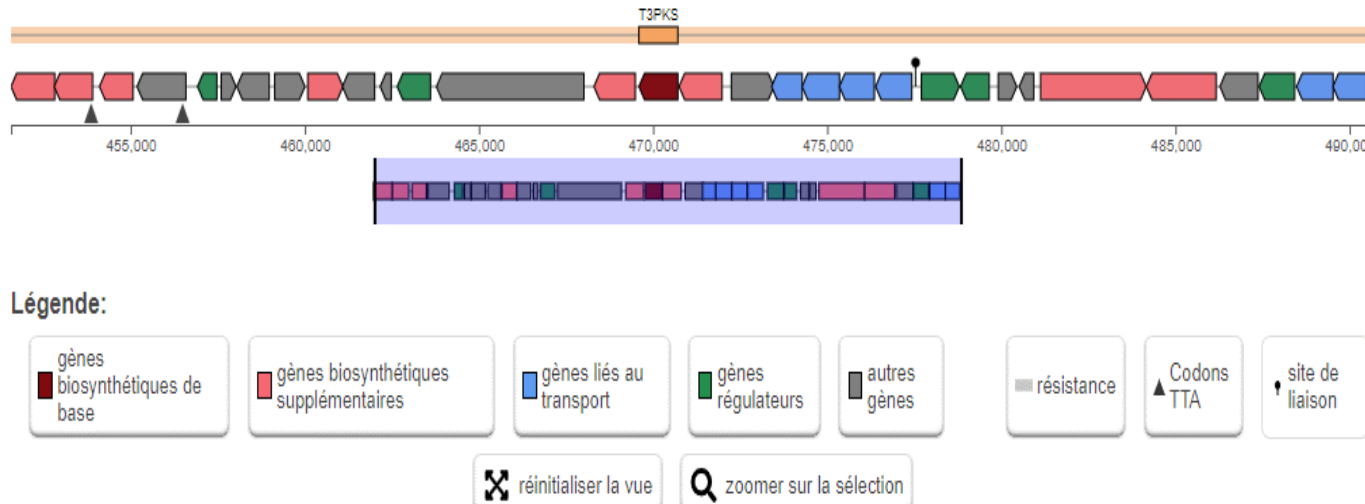 T3PKS
455,000 460,000 465,000 470,000 475,000 480,000 485,000 490,0
Légende:
gènes
biosynthétiques de
base
gènes biosynthétiques
supplémentaires
gènes liés au
transport
gènes
régulateurs
autres
gènes
résistance
Codons
TTA
site de
liaison
réinitialiser la vue
zoomer sur la sélection